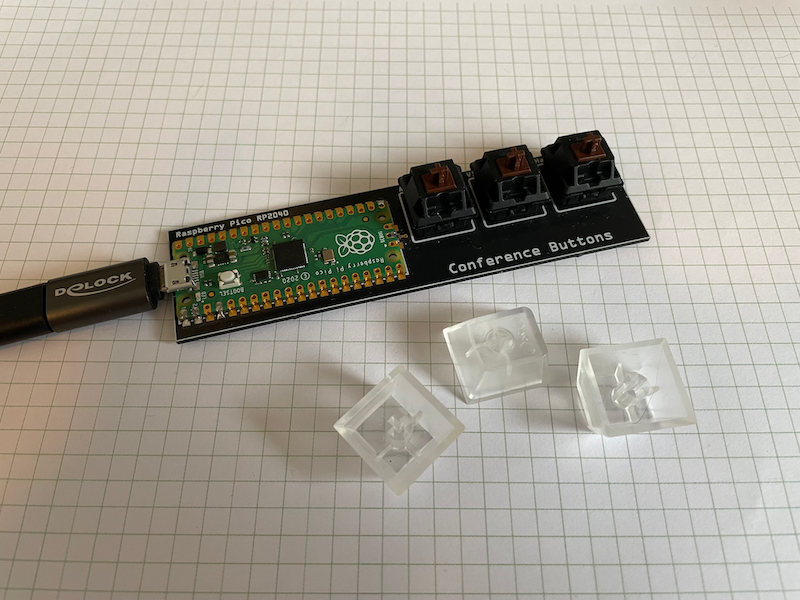 Raspberry Pico RP2040
Raspberry Pi Pico © 2020
BOOTSEL
DeLOCK
Conference Buttons